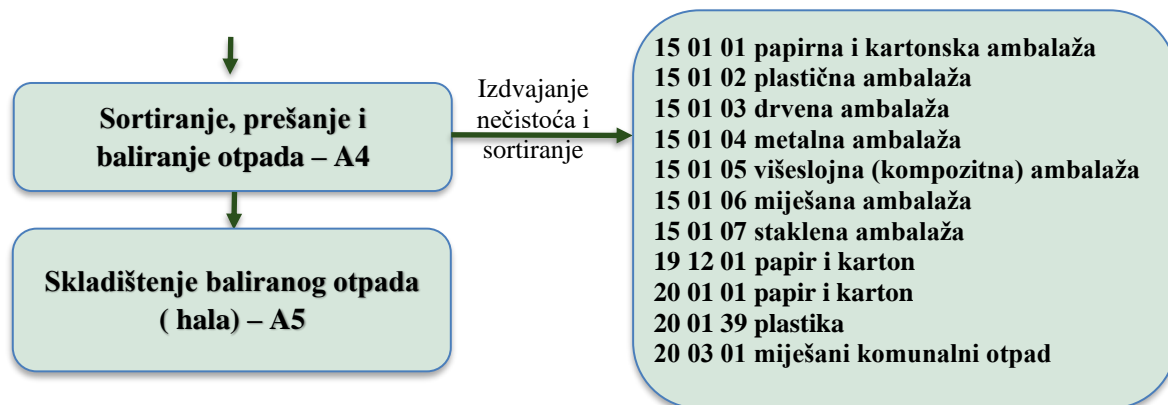 Sortiranje, prešanje i
baliranje otpada – A4
Izdvajanje
nečistoća i
sortiranje
15 01 01 papirna i kartonska ambalaža
15 01 02 plastična ambalaža
15 01 03 drvena ambalaža
15 01 04 metalna ambalaža
15 01 05 višeslojna (kompozitna) ambalaža
15 01 06 miješana ambalaža
15 01 07 staklena ambalaža
19 12 01 papir i karton
20 01 01 papir i karton
20 01 39 plastika
20 03 01 miješani komunalni otpad
Skladištenje baliranog otpada
( hala) – A5